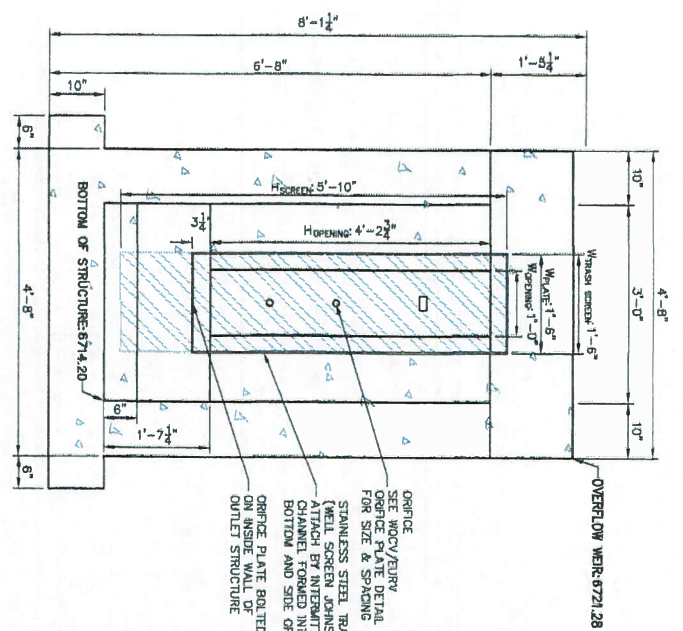 8'-1¼"
6'-8"
1'-5¼"
10"
6"
4'-8"
6"
BOTTOM OF STRUCTURE:6714.20
6"
1'-7¼"
HSCREEN: 5'-10"
3¼"
HOPENING: 4'-2¾"
WOPENING: 1'-0"
WPLATE: 1'-6"
WTRASH SCREEN: 1'-6"
10"
3'-0"
10"
4'-8"
OVERFLOW WEIR:6721.28
ORIFICE
SEE WQCV/EURV
ORIFICE PLATE DETAIL
FOR SIZE & SPACING
STAINLESS STEEL
(WELL SCREEN
ATTACH BY
CHANNEL FORMED
BOTTOM AND SIDE OF
ORIFICE PLATE BOLTED
ON INSIDE WALL OF
OUTLET STRUCTURE